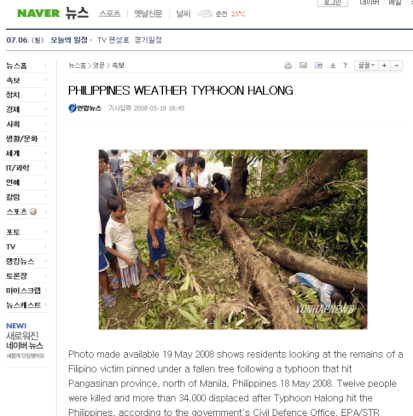 로그인 네이버 메일
NAVER 뉴스 스포츠 옛날신문 날씨 춘천 23℃
07.06. (월) 오늘의 일정 TV 편성표 경기일정
뉴스홈 > 영문 > 속보
글꼴 + -
뉴스홈
속보
정치
경제
사회
생활/문화
세계
IT/과학
연예
칼럼
스포츠
포토
TV
랭킹뉴스
토론장
마이스크랩
뉴스캐스트
NEW!
새로워진
네이버 뉴스
PHILIPPINES WEATHER TYPHOON HALONG
연합뉴스 기사입력 2008-05-19 18:45
YONHAPNEWS
Photo made available 19 May 2008 shows residents looking at the remains of a
Filipino victim pinned under a fallen tree following a typhoon that hit
Pangasinan province, north of Manila, Philippines 18 May 2008. Twelve people
were killed and more than 34,000 displaced after Typhoon Halong hit the
Philippines, according to the government's Civil Defence Office. EPA/STR